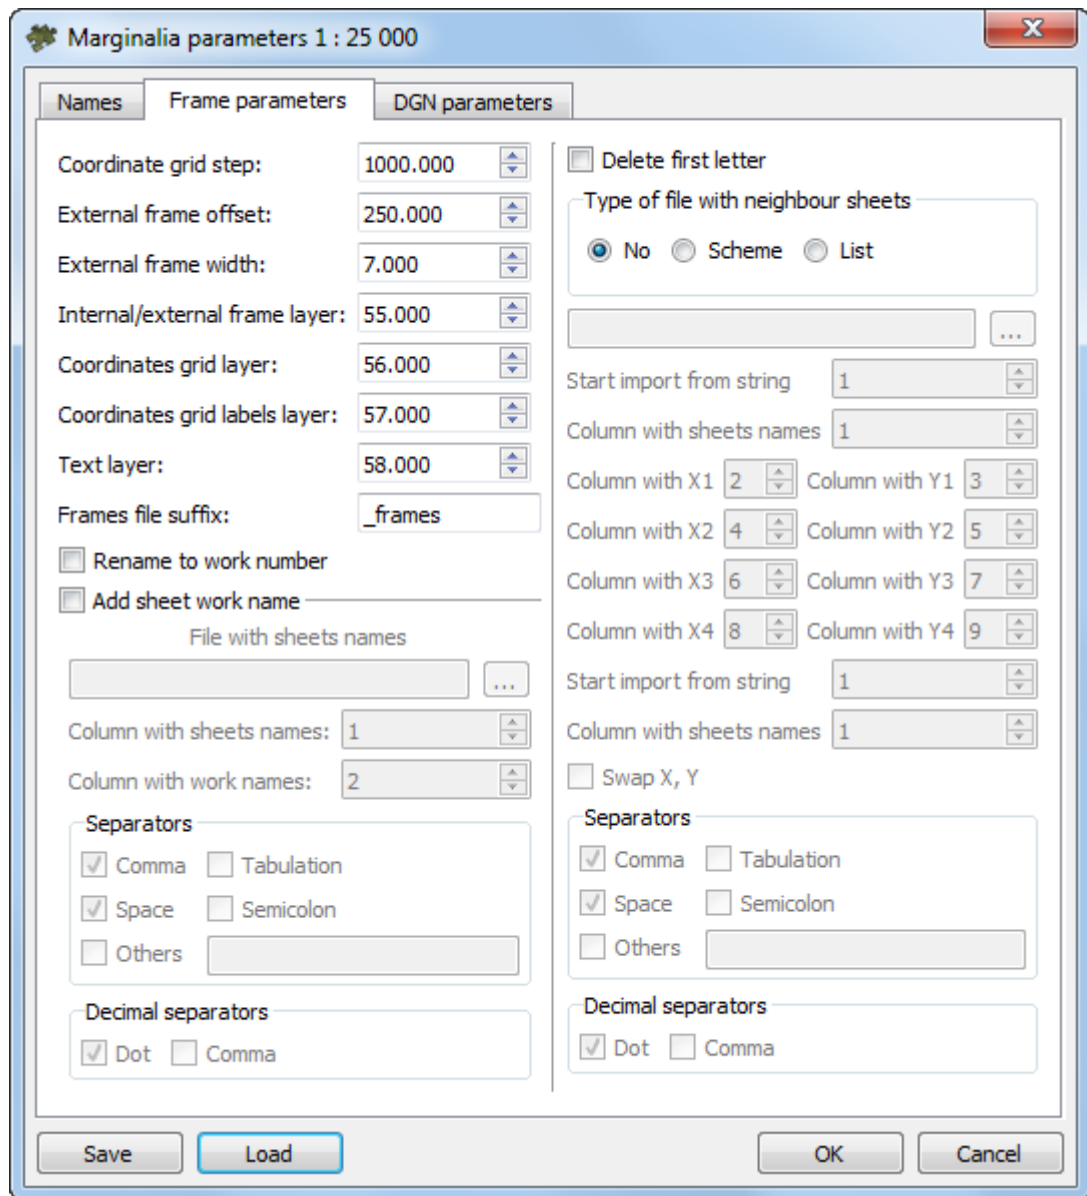 Marginalia parameters 1 : 25 000
Names
Frame parameters
DGN parameters
Coordinate grid step: 1000.000
External frame offset: 250.000
External frame width: 7.000
Internal/external frame layer: 55.000
Coordinates grid layer: 56.000
Coordinates grid labels layer: 57.000
Text layer: 58.000
Frames file suffix: _frames
Rename to work number
Add sheet work name
File with sheets names
...
Column with sheets names: 1
Column with work names: 2
Separators
Comma Tabulation
Space Semicolon
Others
Decimal separators
Dot Comma
Delete first letter
Type of file with neighbour sheets
No Scheme List
...
Start import from string 1
Column with sheets names 1
Column with X1 2 Column with Y1 3
Column with X2 4 Column with Y2 5
Column with X3 6 Column with Y3 7
Column with X4 8 Column with Y4 9
Start import from string 1
Column with sheets names 1
Swap X, Y
Separators
Comma Tabulation
Space Semicolon
Others
Decimal separators
Dot Comma
Save Load OK Cancel